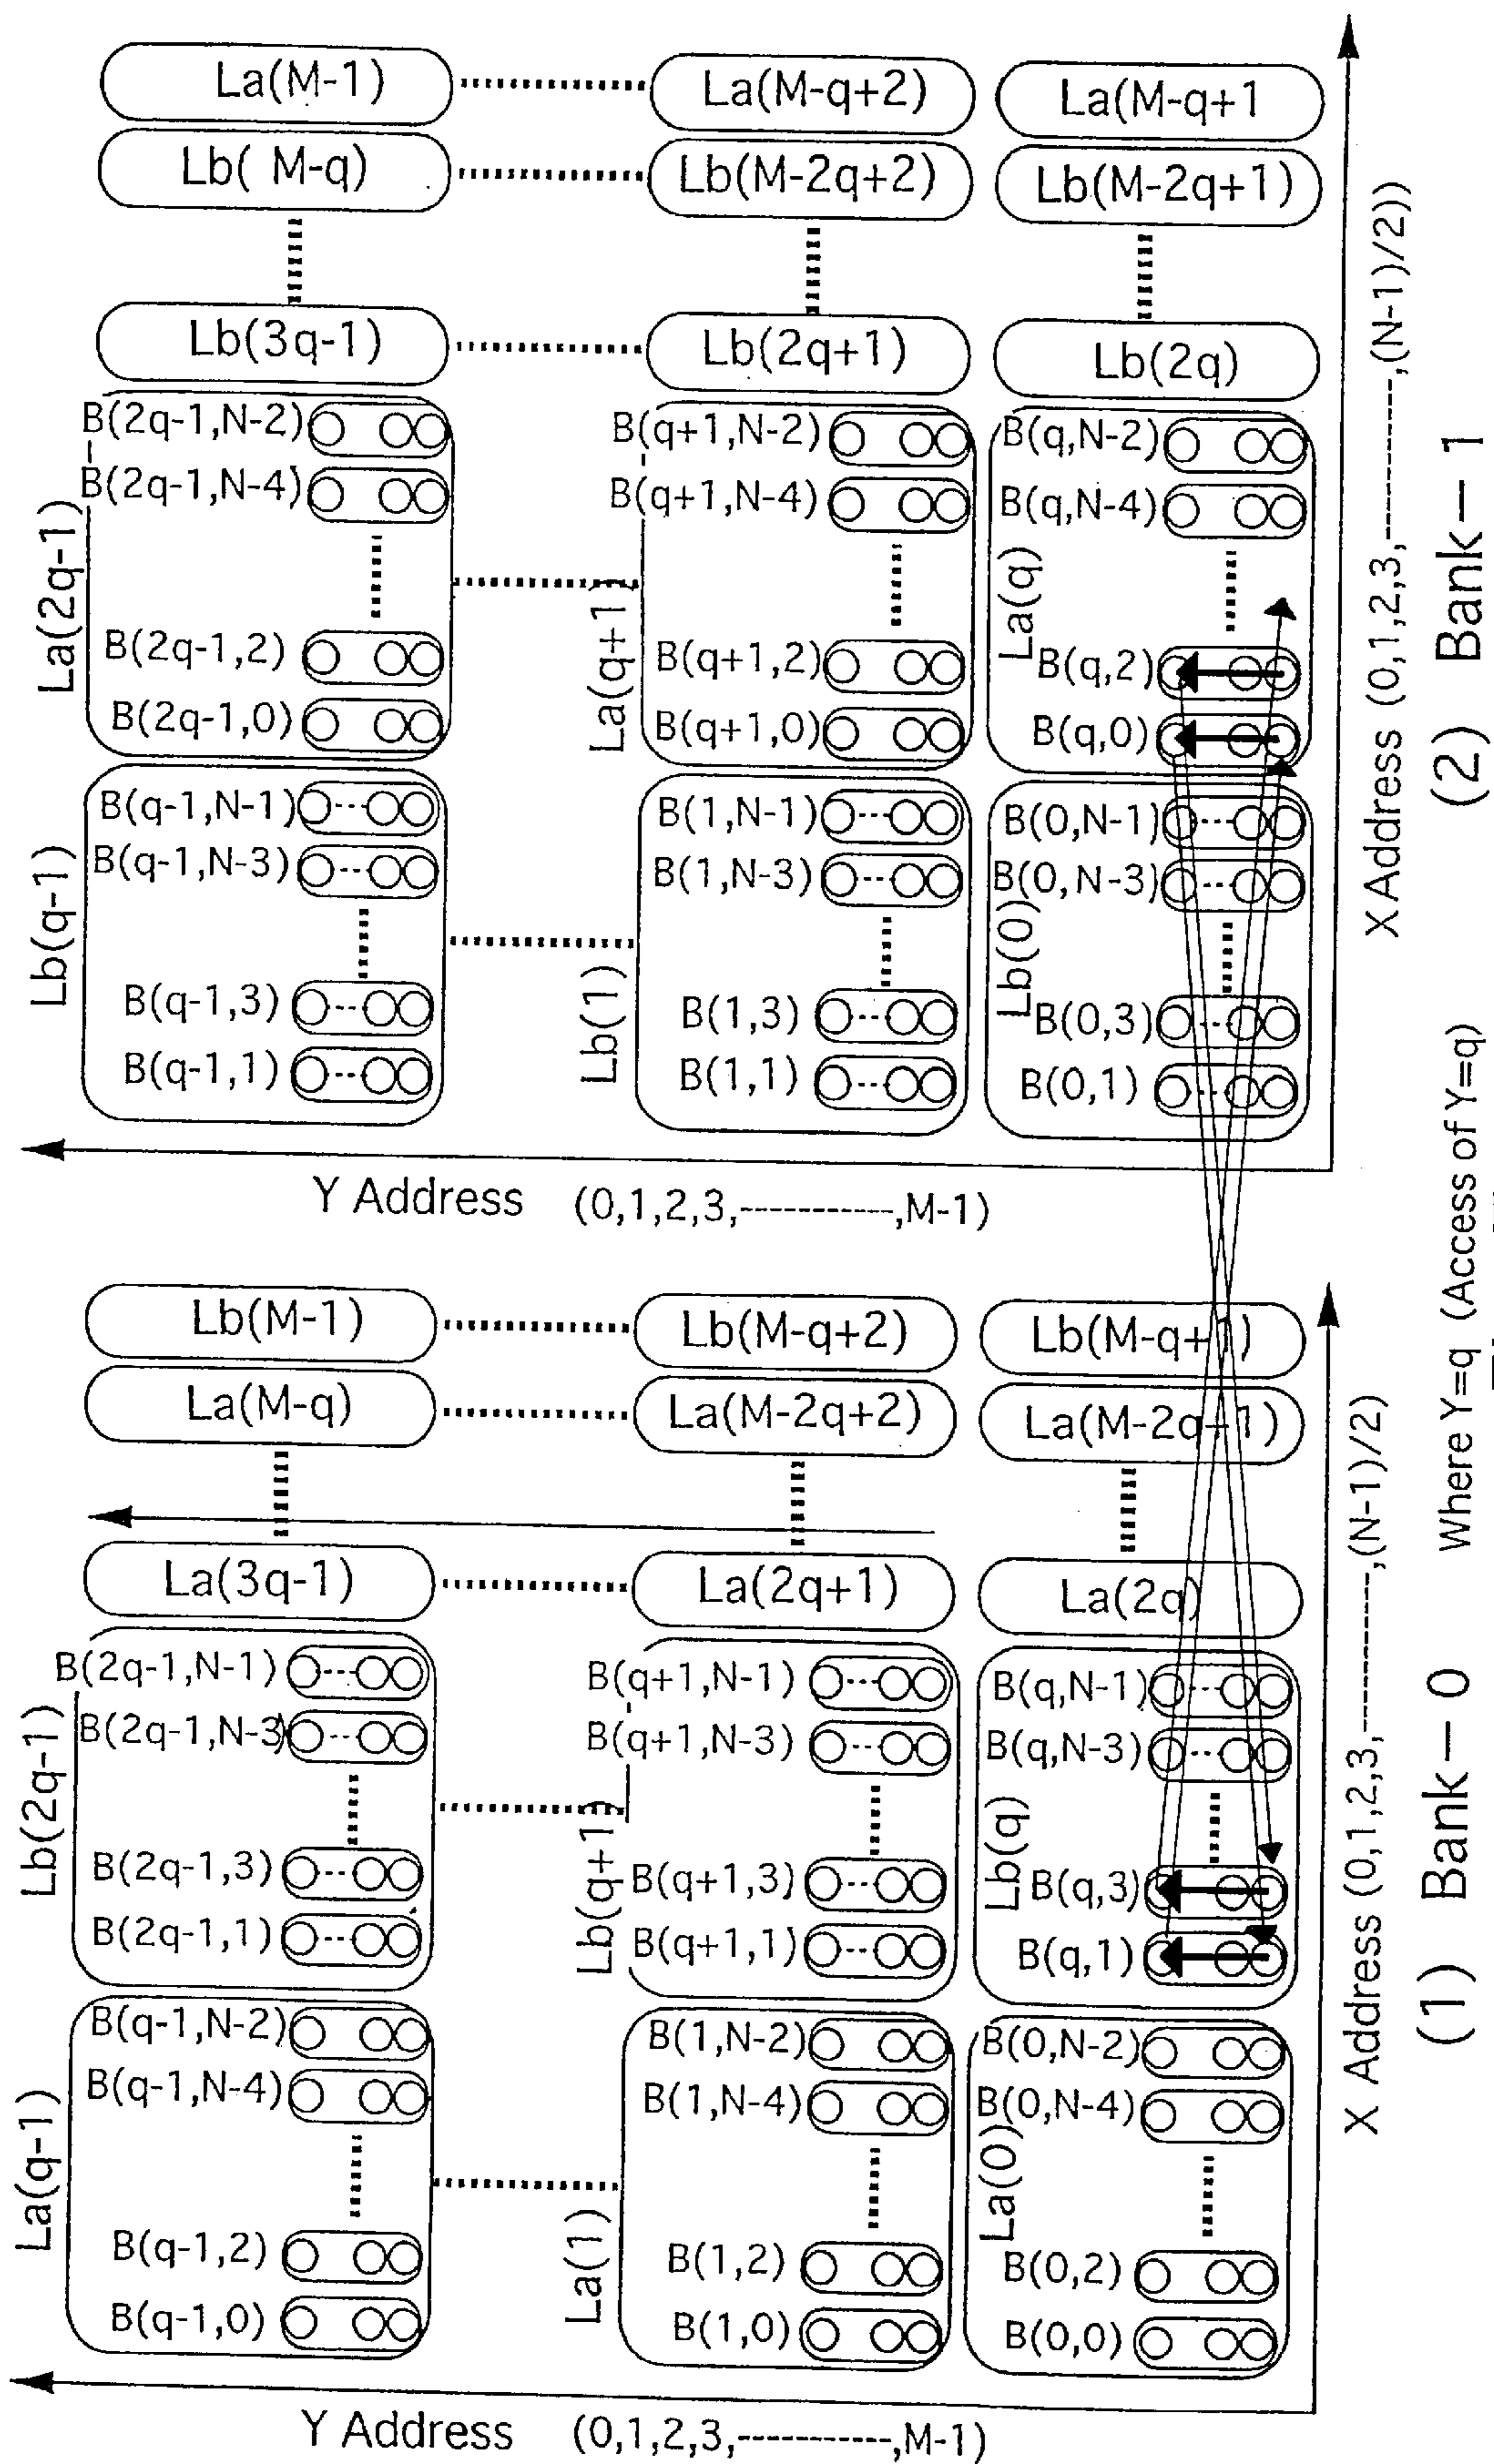 La(M-1)
La(M-q+2)
La(M-q+1
Lb( M-q)
Lb(M-2q+2)
Lb(M-2q+1)
Lb(3q-1)
Lb(2q+1)
Lb(2q)
La(2q-1)
B(2q-1,N-2)
B(2q-1,N-4)
B(2q-1,2)
B(2q-1,0)
La(q+1)
B(q+1,N-2)
B(q+1,N-4)
B(q+1,2)
B(q+1,0)
La(q)
B(q,N-2)
B(q,N-4)
B(q,2)
B(q,0)
Lb(q-1)
B(q-1,N-1)
B(q-1,N-3)
B(q-1,3)
B(q-1,1)
Lb(1)
B(1,N-1)
B(1,N-3)
B(1,3)
B(1,1)
Lb(0)
B(0,N-1)
B(0,N-3)
B(0,3)
B(0,1)
Y Address (0,1,2,3,------------,M-1)
X Address (0,1,2,3,------------,(N-1)/2))
(2) Bank-1
Lb(M-1)
Lb(M-q+2)
Lb(M-q+1)
La(M-q)
La(M-2q+2)
La(M-2q+1)
La(3q-1)
La(2q+1)
La(2q)
Lb(2q-1)
B(2q-1,N-1)
B(2q-1,N-3)
B(2q-1,3)
B(2q-1,1)
Lb(q+1)
B(q+1,N-1)
B(q+1,N-3)
B(q+1,3)
B(q+1,1)
Lb(q)
B(q,N-1)
B(q,N-3)
B(q,3)
B(q,1)
La(q-1)
B(q-1,N-2)
B(q-1,N-4)
B(q-1,2)
B(q-1,0)
La(1)
B(1,N-2)
B(1,N-4)
B(1,2)
B(1,0)
La(0)
B(0,N-2)
B(0,N-4)
B(0,2)
B(0,0)
Y Address (0,1,2,3,------------,M-1)
X Address (0,1,2,3,------------,(N-1)/2)
(1) Bank-0
Where Y=q (Access of Y=q)